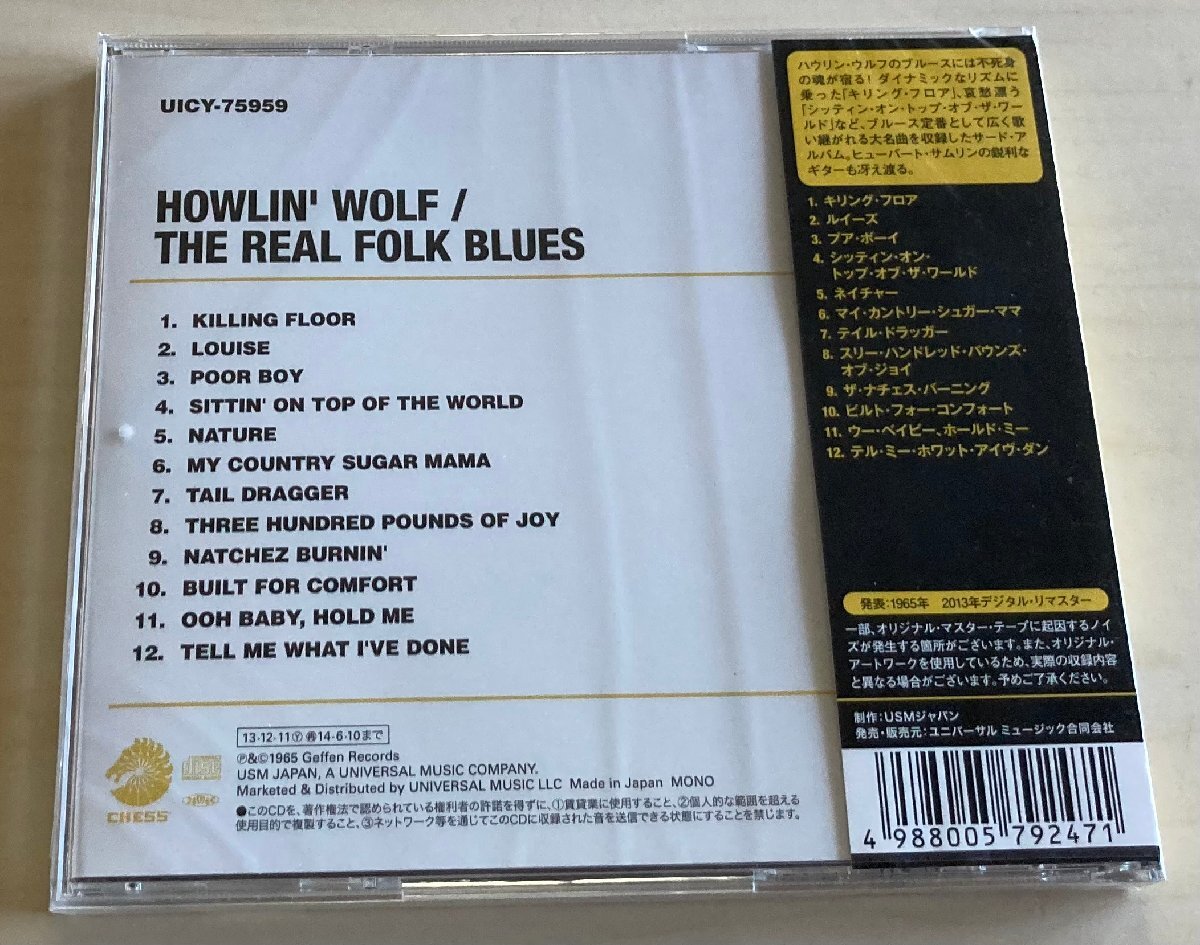 UICY-75959
HOWLIN' WOLF /
THE REAL FOLK BLUES
1. KILLING FLOOR
2. LOUISE
3. POOR BOY
4. SITTIN' ON TOP OF THE WORLD
5. NATURE
6. MY COUNTRY SUGAR MAMA
7. TAIL DRAGGER
8. THREE HUNDRED POUNDS OF JOY
9. NATCHEZ BURNIN'
10. BUILT FOR COMFORT
11. OOH BABY, HOLD ME
12. TELL ME WHAT I'VE DONE
CHESS
13·12·11Ⓨ㊢14·6·10まで
℗&©1965 Geffen Records
USM JAPAN, A UNIVERSAL MUSIC COMPANY.
Marketed & Distributed by UNIVERSAL MUSIC LLC Made in Japan MONO
●このCDを、著作権法で認められている権利者の許諾を得ずに、①賃貸業に使用すること、②個人的な範囲を超える
使用目的で複製すること、③ネットワーク等を通じてこのCDに収録された音を送信できる状態にすることを禁じます。
ハウリン・ウルフのブルースには不死身
の魂が宿る！ダイナミックなリズムに
乗った「キリング・フロア」、哀愁漂う
「シッティン・オン・トップ・オブ・ザ・ワー
ルド」など、ブルース定番として広く歌
い継がれる大名曲を収録したサード・ア
ルバム。ヒューバート・サムリンの鋭利な
ギターも冴え渡る。
1. キリング・フロア
2. ルイーズ
3. プア・ボーイ
4. シッティン・オン・
トップ・オブ・ザ・ワールド
5. ネイチャー
6. マイ・カントリー・シュガー・ママ
7. テイル・ドラッガー
8. スリー・ハンドレッド・パウンズ・
オブ・ジョイ
9. ザ・ナチェス・バーニング
10. ビルト・フォー・コンフォート
11. ウー・ベイビー、ホールド・ミー
12. テル・ミー・ホワット・アイヴ・ダン
発表:1965年 2013年デジタル・リマスター
一部、オリジナル・マスター・テープに起因するノイ
ズが発生する箇所がございます。また、オリジナル・
アートワークを使用しているため、実際の収録内容
と異なる場合がございます。予めご了承ください。
制作:USMジャパン
発売・販売元:ユニバーサル ミュージック合同会社
4 988005 792471